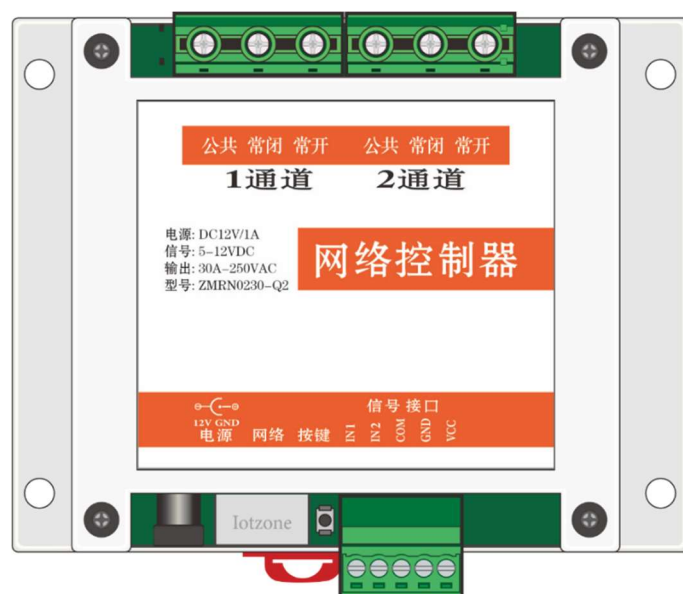 公共 常闭 常开 公共 常闭 常开
1通道 2通道
电源: DC12V/1A
信号: 5-12VDC
输出: 30A-250VAC
型号: ZMRN0230-Q2
网络控制器
信号接口
12V GND
电源 网络 按键 IN1 IN2 COM GND VCC
Iotzone